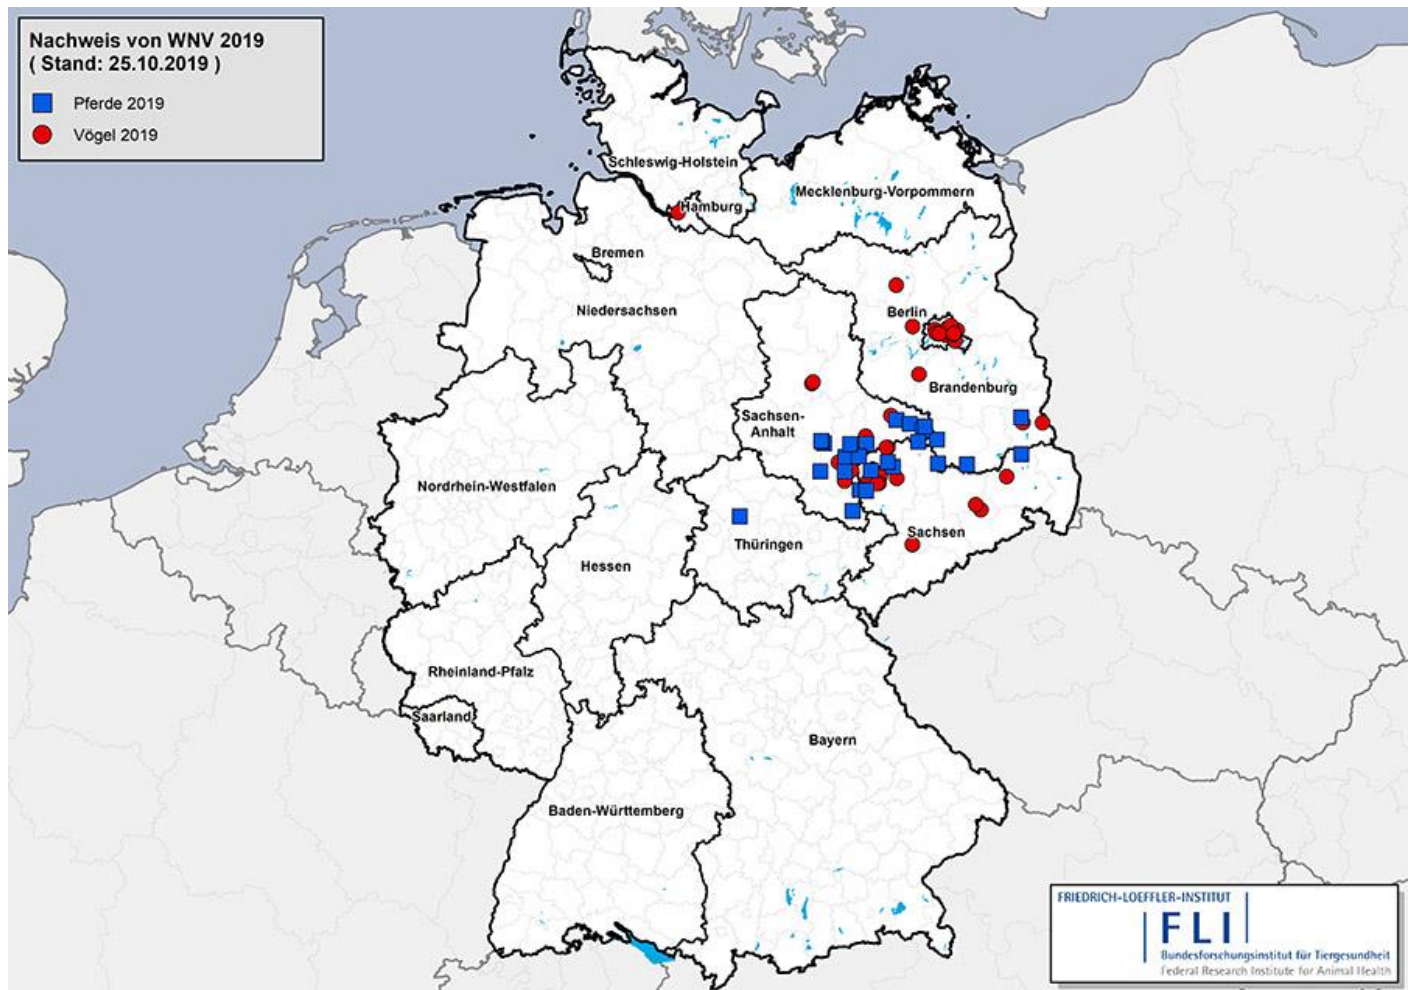 Nachweis von WNV 2019
( Stand: 25.10.2019 )
Pferde 2019
Vögel 2019
Schleswig-Holstein
Mecklenburg-Vorpommern
Hamburg
Bremen
Niedersachsen
Berlin
Brandenburg
Sachsen-
Anhalt
Nordrhein-Westfalen
Sachsen
Thüringen
Hessen
Rheinland-Pfalz
Saarland
Bayern
Baden-Württemberg
FRIEDRICH-LOEFFLER-INSTITUT
FLI
Bundesforschungsinstitut für Tiergesundheit
Federal Research Institute for Animal Health